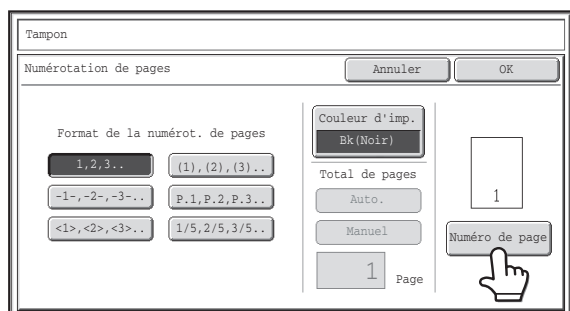 Tampon
Numérotation de pages
Annuler
OK
Format de la numérot. de pages
1,2,3..
(1),(2),(3)..
-1-,-2-,-3-..
P.1,P.2,P.3..
<1>,<2>,<3>..
1/5,2/5,3/5..
Couleur d'imp.
Bk(Noir)
Total de pages
Auto.
Manuel
1 Page
1
Numéro de page